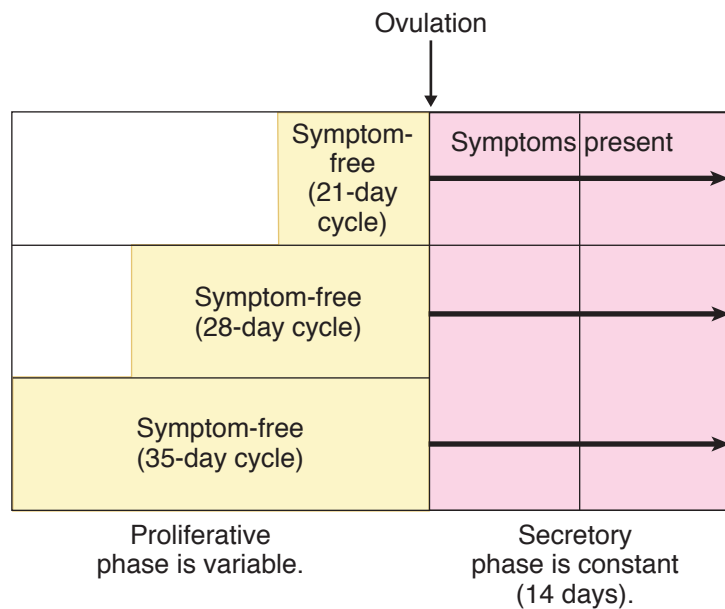 Ovulation
Symptom-
free
(21-day
cycle)
Symptoms present
Symptom-free
(28-day cycle)
Symptom-free
(35-day cycle)
Proliferative
phase is variable.
Secretory
phase is constant
(14 days).